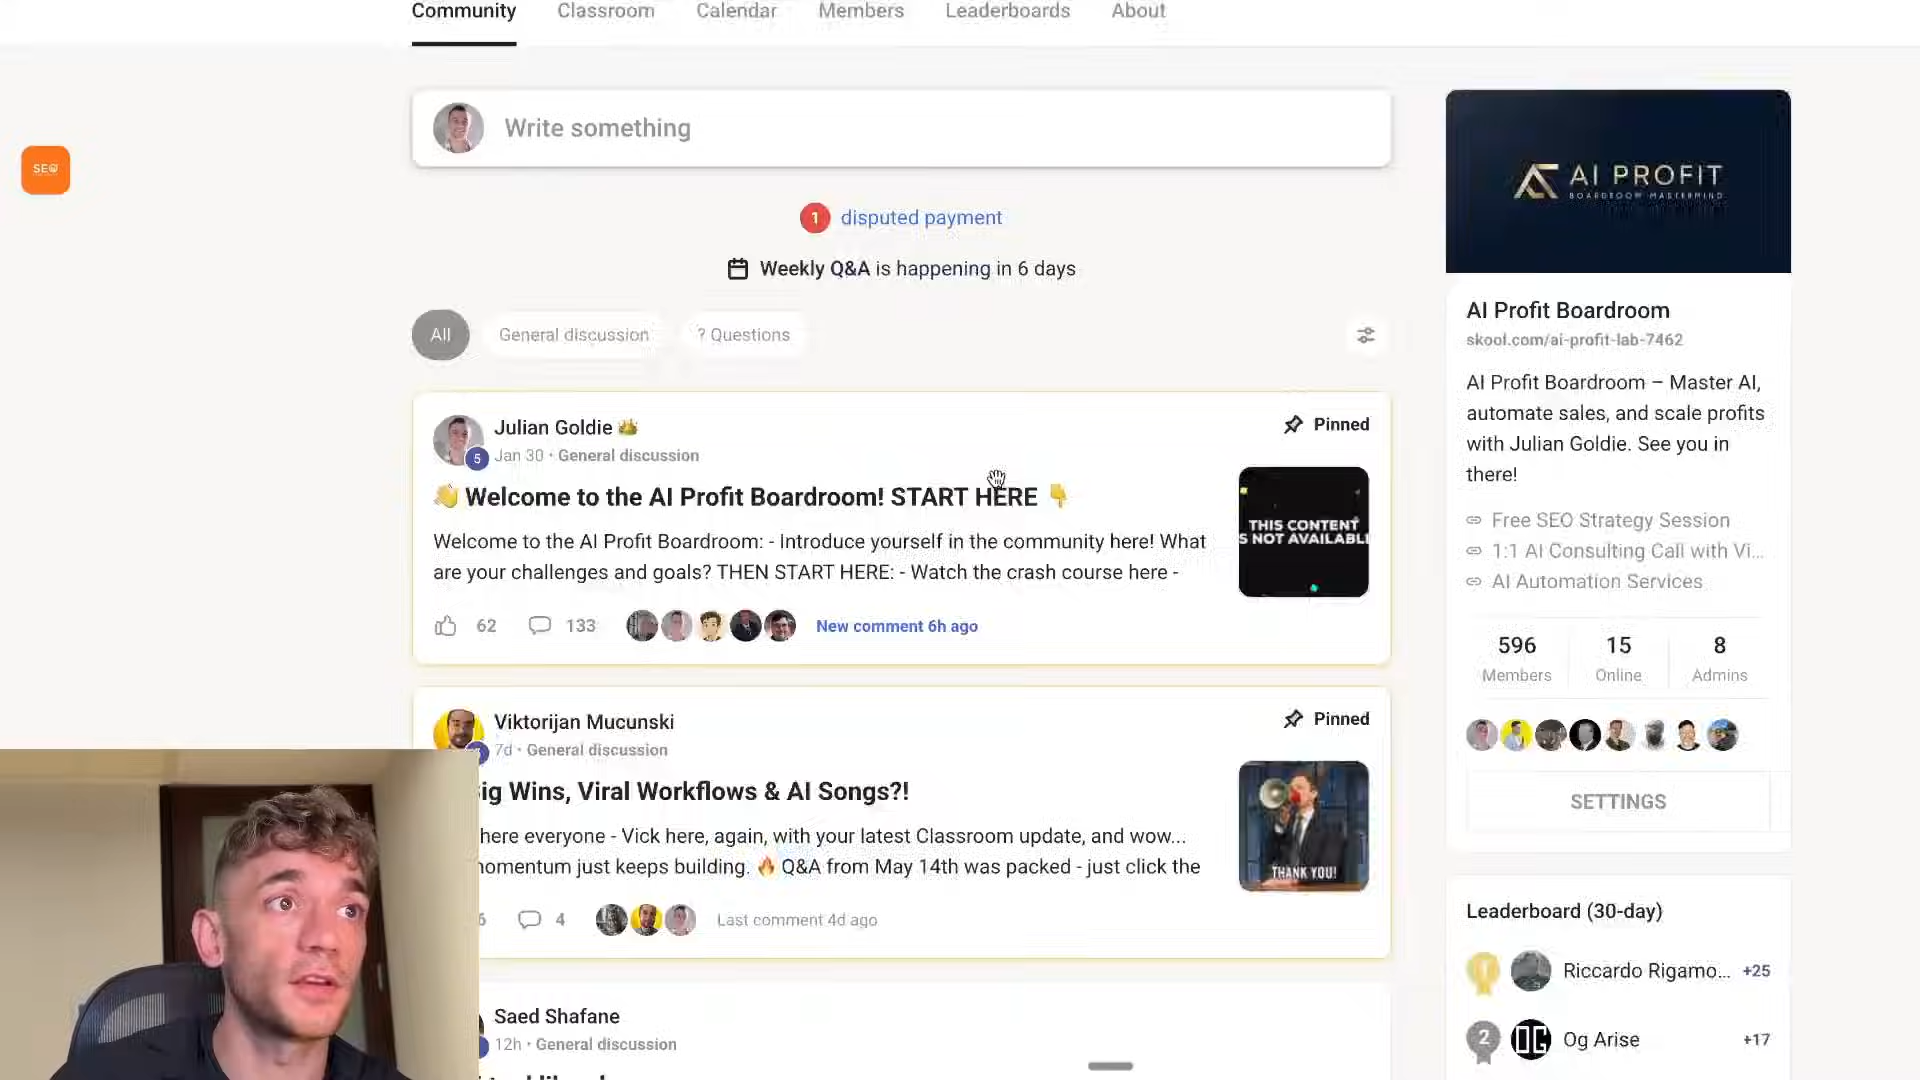 Community Classroom Calendar Members Leaderboards About
SEO
Write something
1 disputed payment
Weekly Q&A is happening in 6 days
All General discussion ? Questions
Julian Goldie
5 Jan 30 • General discussion
Pinned
Welcome to the AI Profit Boardroom! START HERE
Welcome to the AI Profit Boardroom: - Introduce yourself in the community here! What
are your challenges and goals? THEN START HERE: - Watch the crash course here -
THIS CONTENT
S NOT AVAILABL
62 133 New comment 6h ago
Viktorijan Mucunski
7d • General discussion
Pinned
ig Wins, Viral Workflows & AI Songs?!
here everyone - Vick here, again, with your latest Classroom update, and wow...
omentum just keeps building. 🔥 Q&A from May 14th was packed - just click the
THANK YOU!
6 4 Last comment 4d ago
Saed Shafane
12h • General discussion
AI PROFIT
BOARDROOM MASTERMIND
AI Profit Boardroom
skool.com/ai-profit-lab-7462
AI Profit Boardroom – Master AI,
automate sales, and scale profits
with Julian Goldie. See you in
there!
Free SEO Strategy Session
1:1 AI Consulting Call with Vi...
AI Automation Services
596 15 8
Members Online Admins
SETTINGS
Leaderboard (30-day)
1 Riccardo Rigamo... +25
2 OG Og Arise +17